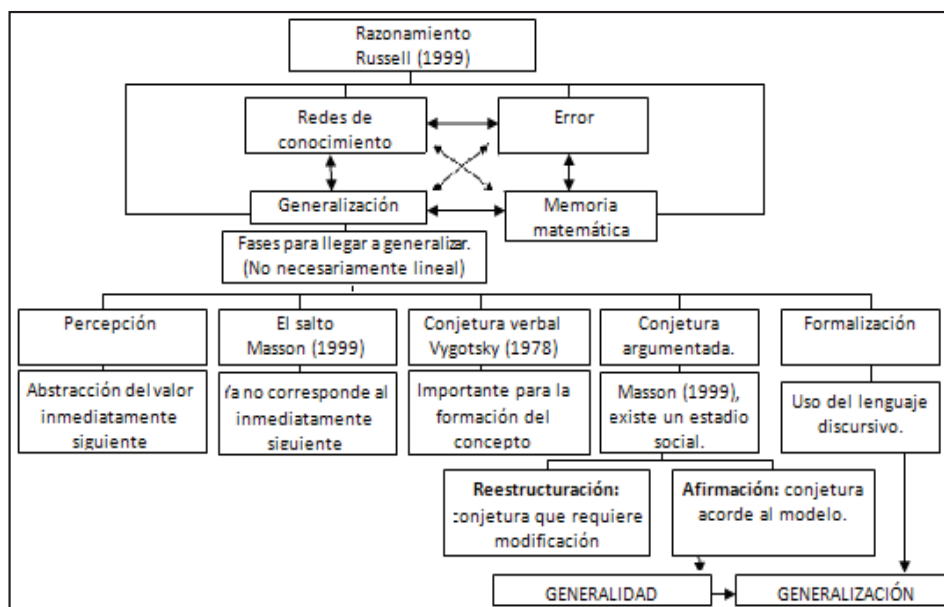 Razonamiento
Russell (1999)
Redes de
conocimiento
Error
Generalización
Memoria
matemática
Fases para llegar a generalizar.
(No necesariamente lineal)
Percepción
El salto
Masson (1999)
Conjetura verbal
Vygotsky (1978)
Conjetura
argumentada.
Formalización
Abstracción del valor
inmediatamente
siguiente
Ya no corresponde al
inmediatamente
siguiente
Importante para la
formación del
concepto
Masson (1999),
existe un estadio
social.
Uso del lenguaje
discursivo.
Reestructuración:
conjetura que requiere
modificación
Afirmación: conjetura
acorde al modelo.
GENERALIDAD
GENERALIZACIÓN